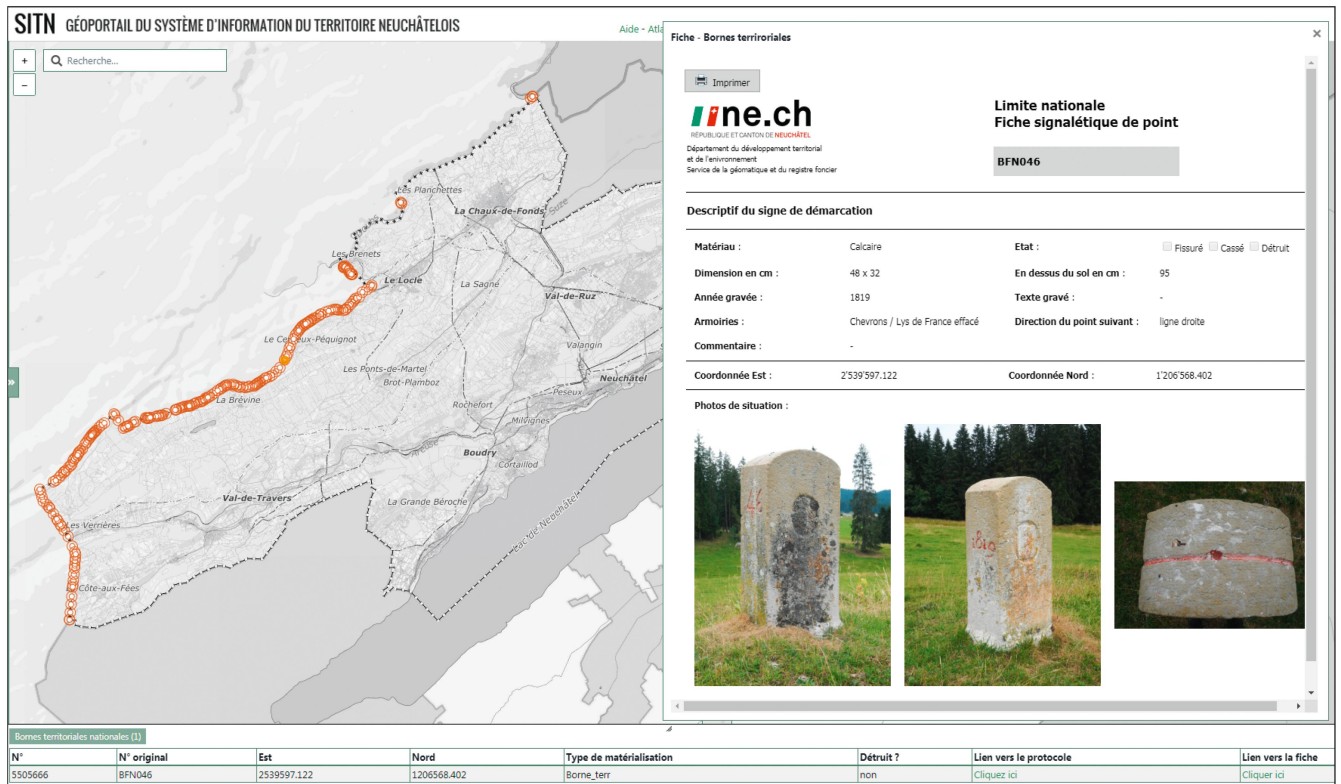 SITN GÉOPORTAIL DU SYSTÈME D'INFORMATION DU TERRITOIRE NEUCHÂTELOIS
Aide - Atla
+
Recherche...
−
Les Planchettes
La Chaux-de-Fonds
Suze
Les Brenets
Le Locle
La Sagne
Val-de-Ruz
Le Cerneux-Péquignot
Valangin
Les Ponts-de-Martel
Brot-Plamboz
Neuchâtel
Peseux
La Brévine
Rochefort
Milvignes
Areuse
Boudry
Cortaillod
Val-de-Travers
La Grande Béroche
Lac de Neuchâtel
Les Verrières
La Côte-aux-Fées
Fiche - Bornes terriroriales
×
Imprimer
ne.ch
RÉPUBLIQUE ET CANTON DE NEUCHÂTEL
Département du développement territorial
et de l'environnement
Service de la géomatique et du registre foncier
Limite nationale
Fiche signalétique de point
BFN046
Descriptif du signe de démarcation
Matériau : Calcaire Etat : Fissuré Cassé Détruit
Dimension en cm : 48 x 32 En dessus du sol en cm : 95
Année gravée : 1819 Texte gravé : -
Armoiries : Chevrons / Lys de France effacé Direction du point suivant : ligne droite
Commentaire : -
Coordonnée Est : 2'539'597.122 Coordonnée Nord : 1'206'568.402
Photos de situation :
46
1819
Bornes territoriales nationales (1)
N° N° original Est Nord Type de matérialisation Détruit ? Lien vers le protocole Lien vers la fiche
5505666 BFN046 2539597.122 1206568.402 Borne_terr non Cliquez ici Cliquer ici